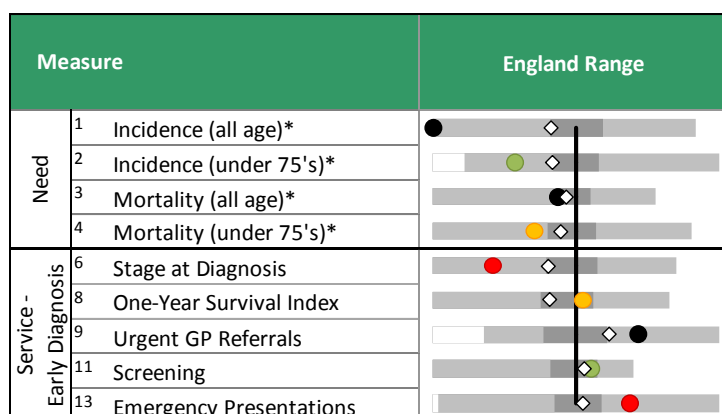 Measure
England Range
Need
1 Incidence (all age)*
2 Incidence (under 75's)*
3 Mortality (all age)*
4 Mortality (under 75's)*
Service -
Early Diagnosis
6 Stage at Diagnosis
8 One-Year Survival Index
9 Urgent GP Referrals
11 Screening
13 Emergency Presentations